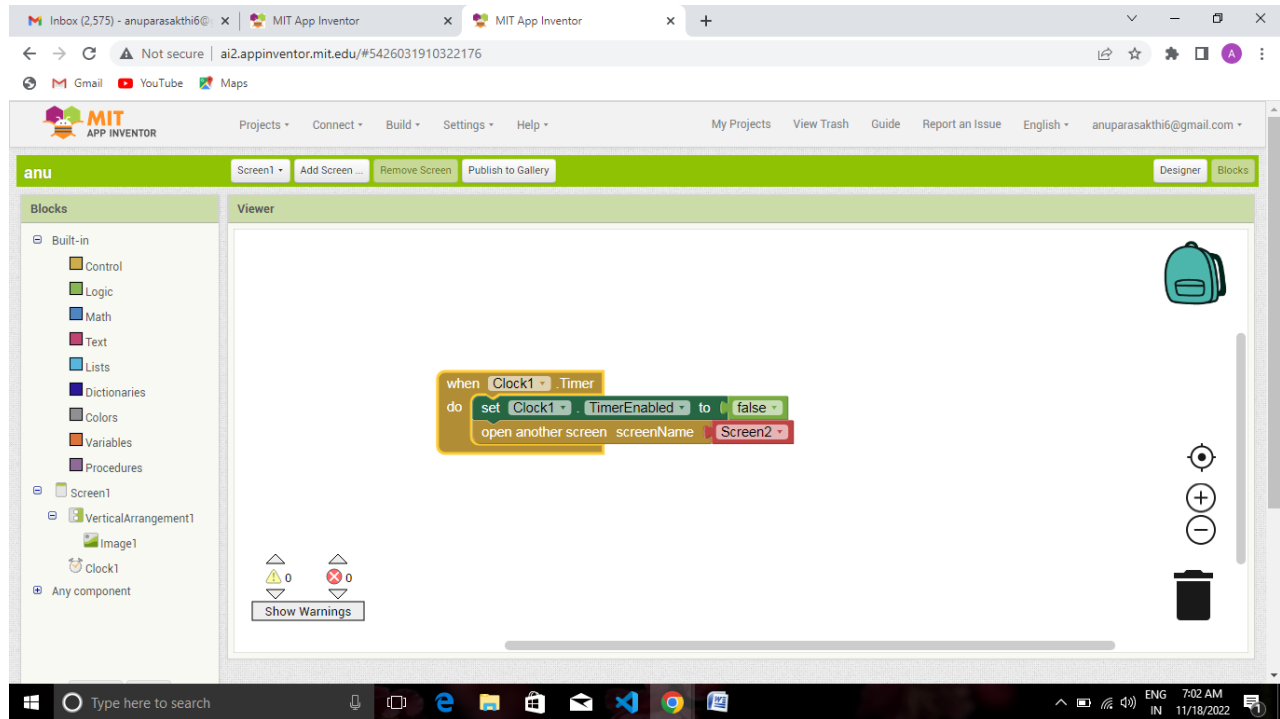 Inbox (2,575) - anuparasakthi6@
MIT App Inventor
MIT App Inventor
Not secure
ai2.appinventor.mit.edu/#5426031910322176
A
Gmail
YouTube
Maps
MIT
APP INVENTOR
Projects
Connect
Build
Settings
Help
My Projects
View Trash
Guide
Report an Issue
English
anuparasakthi6@gmail.com
anu
Screen1
Add Screen ...
Remove Screen
Publish to Gallery
Designer
Blocks
Blocks
Viewer
Built-in
Control
Logic
Math
Text
Lists
Dictionaries
Colors
Variables
Procedures
Screen1
VerticalArrangement1
Image1
Clock1
Any component
when Clock1 .Timer
do set Clock1 . TimerEnabled to false
open another screen screenName Screen2
0
0
Show Warnings
Type here to search
ENG
IN
7:02 AM
11/18/2022
1